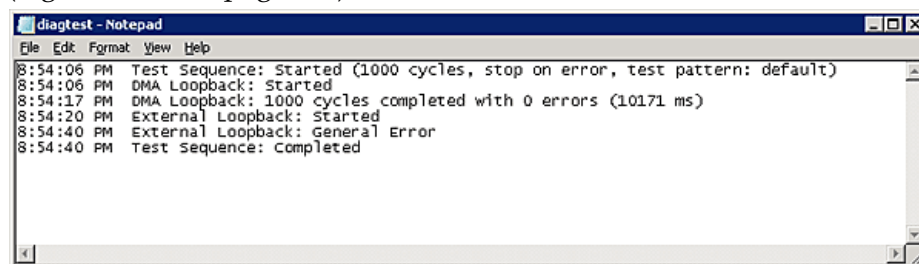 diagtest - Notepad
File Edit Format View Help
8:54:06 PM Test Sequence: Started (1000 cycles, stop on error, test pattern: default)
8:54:06 PM DMA Loopback: Started
8:54:17 PM DMA Loopback: 1000 cycles completed with 0 errors (10171 ms)
8:54:20 PM External Loopback: Started
8:54:40 PM External Loopback: General Error
8:54:40 PM Test Sequence: Completed